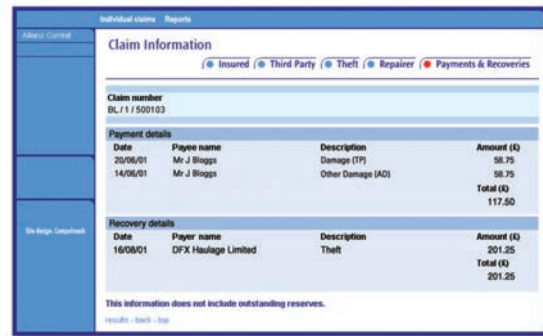 Individual claims Reports
Allianz Cornhill
Claim Information
Insured Third Party Theft Repairer Payments & Recoveries
Claim number
BL / 1 / 500103
Payment details
Date Payee name Description Amount (£)
20/06/01 Mr J Bloggs Damage (TP) 58.75
14/06/01 Mr J Bloggs Other Damage (AD) 58.75
Total (£)
117.50
Site design:
Recovery details
Date Payer name Description Amount (£)
16/08/01 DFX Haulage Limited Theft 201.25
Total (£)
201.25
This information does not include outstanding reserves.
results - back - top